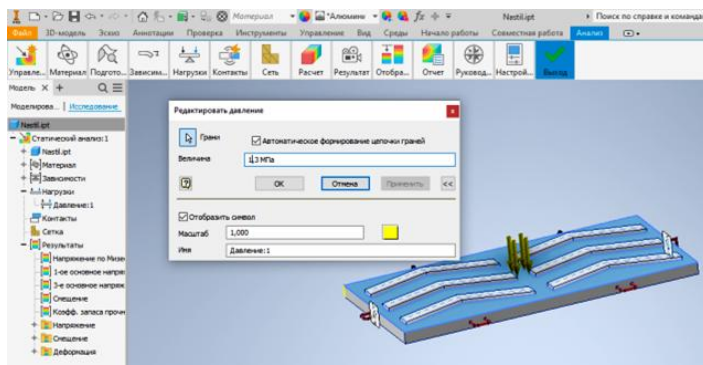 Материал
"Алюмини
Nastil.ipt
Поиск по справке и команда
Файл 3D-модель Эскиз Аннотации Проверка Инструменты Управление Вид Среды Начало работы Совместная работа Анализ
Управле... Материал Подгото... Зависим... Нагрузки Контакты Сеть Расчет Результат Отобра... Отчет Руковод... Настрой... Выход
Модель
Моделирова... Исследование
Nastil.ipt
Статический анализ:1
Nastil.ipt
Материал
Зависимости
Нагрузки
Давление:1
Контакты
Сетка
Результаты
Напряжение по Мизе
1-ое основное напря
3-е основное напряж
Смещение
Коэфф. запаса прочн
Напряжение
Смещение
Деформация
Редактировать давление
x
Грани
Автоматическое формирование цепочки граней
Величина
1,3 МПа
?
ОК
Отмена
Применить
<<
Отобразить символ
Масштаб
1,000
Имя
Давление:1